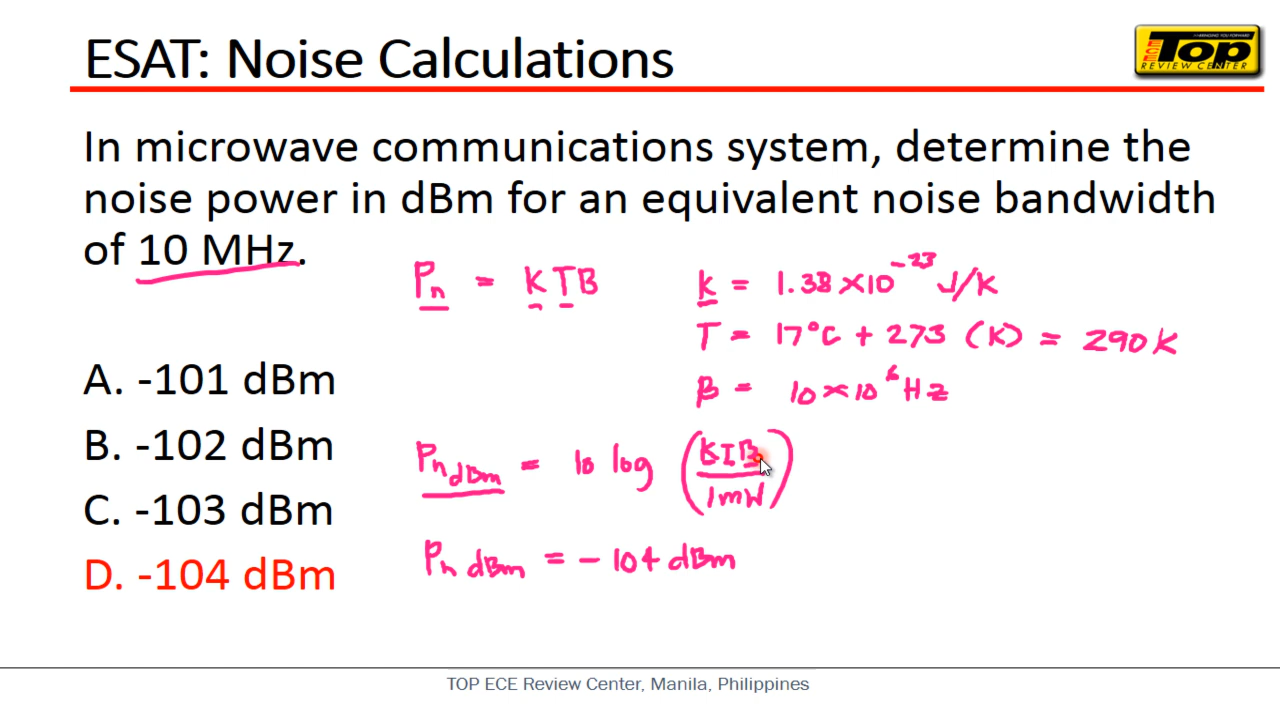 ESAT: Noise Calculations
ECE Top
REVIEW CENTER
In microwave communications system, determine the
noise power in dBm for an equivalent noise bandwidth
of 10 MHz.
Pn = KTB
k = 1.38 × 10^-23 J/K
T = 17°C + 273 (K) = 290K
B = 10 × 10^6 Hz
A. -101 dBm
B. -102 dBm
C. -103 dBm
D. -104 dBm
Pn dBm = 10 log (KTB / 1mW)
Pn dBm = - 104 dBm
TOP ECE Review Center, Manila, Philippines